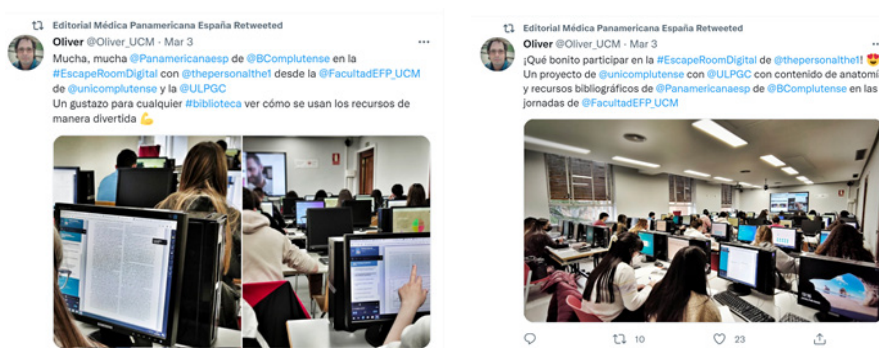 Editorial Médica Panamericana España Retweeted
Oliver @Oliver_UCM · Mar 3
Mucha, mucha @Panamericanaesp de @BComplutense en la
#EscapeRoomDigital con @thepersonalthe1 desde la @FacultadEFP_UCM
de @unicomplutense y la @ULPGC
Un gustazo para cualquier #biblioteca ver cómo se usan los recursos de
manera divertida 💪
Editorial Médica Panamericana España Retweeted
Oliver @Oliver_UCM · Mar 3
¡Qué bonito participar en la #EscapeRoomDigital de @thepersonalthe1! 😍
Un proyecto de @unicomplutense con @ULPGC con contenido de anatomí
y recursos bibliográficos de @Panamericanaesp de @BComplutense en las
jornadas de @FacultadEFP_UCM
10
23